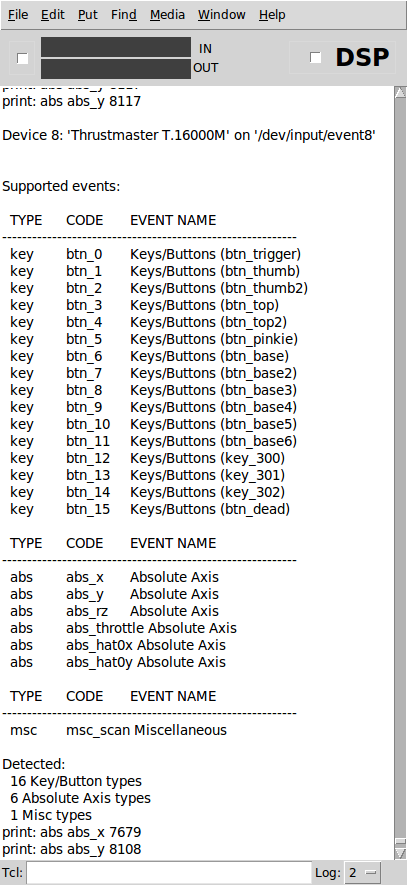 File Edit Put Find Media Window Help
IN
OUT
DSP
print: abs abs_y 8117
Device 8: 'Thrustmaster T.16000M' on '/dev/input/event8'
Supported events:
TYPE CODE EVENT NAME
-----------------------------------------------------------
key btn_0 Keys/Buttons (btn_trigger)
key btn_1 Keys/Buttons (btn_thumb)
key btn_2 Keys/Buttons (btn_thumb2)
key btn_3 Keys/Buttons (btn_top)
key btn_4 Keys/Buttons (btn_top2)
key btn_5 Keys/Buttons (btn_pinkie)
key btn_6 Keys/Buttons (btn_base)
key btn_7 Keys/Buttons (btn_base2)
key btn_8 Keys/Buttons (btn_base3)
key btn_9 Keys/Buttons (btn_base4)
key btn_10 Keys/Buttons (btn_base5)
key btn_11 Keys/Buttons (btn_base6)
key btn_12 Keys/Buttons (key_300)
key btn_13 Keys/Buttons (key_301)
key btn_14 Keys/Buttons (key_302)
key btn_15 Keys/Buttons (btn_dead)
TYPE CODE EVENT NAME
-----------------------------------------------------------
abs abs_x Absolute Axis
abs abs_y Absolute Axis
abs abs_rz Absolute Axis
abs abs_throttle Absolute Axis
abs abs_hat0x Absolute Axis
abs abs_hat0y Absolute Axis
TYPE CODE EVENT NAME
-----------------------------------------------------------
msc msc_scan Miscellaneous
Detected:
16 Key/Button types
6 Absolute Axis types
1 Misc types
print: abs abs_x 7679
print: abs abs_y 8108
Tcl: Log: 2